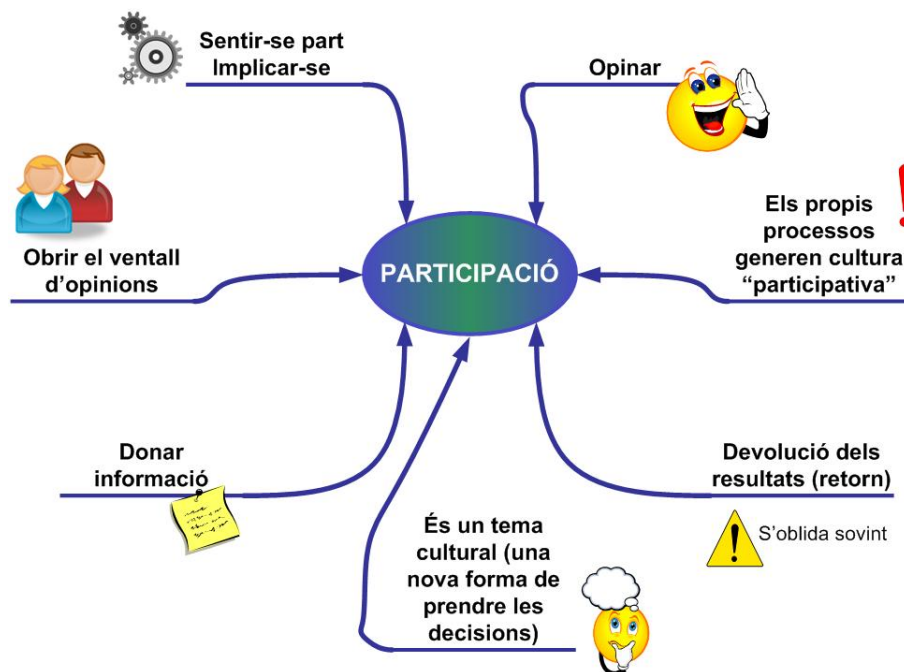 Sentir-se part
Implicar-se
Opinar
Obrir el ventall
d’opinions
PARTICIPACIÓ
Els propis
processos
generen cultura
“participativa”
Donar
informació
Devolució dels
resultats (retorn)
S’oblida sovint
És un tema
cultural (una
nova forma de
prendre les
decisions)